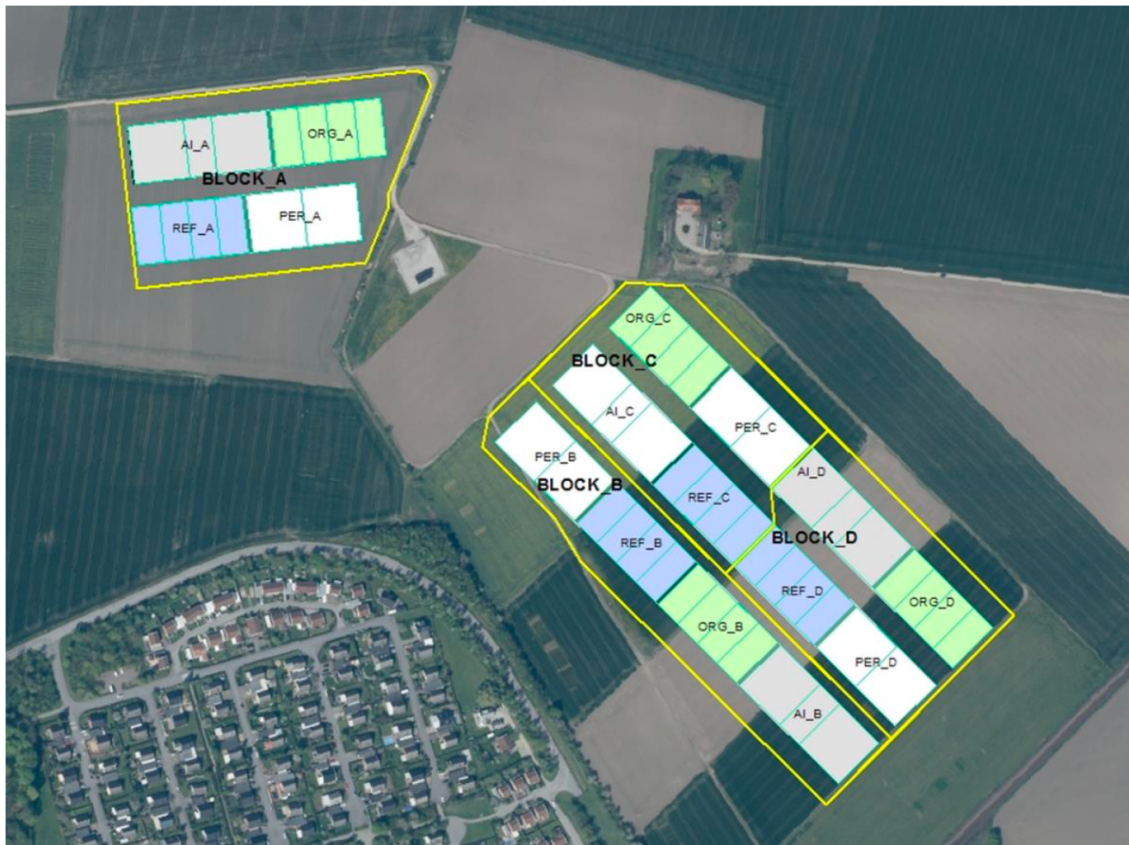 AI_A
ORG_A
BLOCK_A
REF_A
PER_A
ORG_C
BLOCK_C
AI_C
PER_C
PER_B
BLOCK_B
AI_D
REF_C
REF_B
BLOCK_D
REF_D
ORG_D
ORG_B
PER_D
AI_B